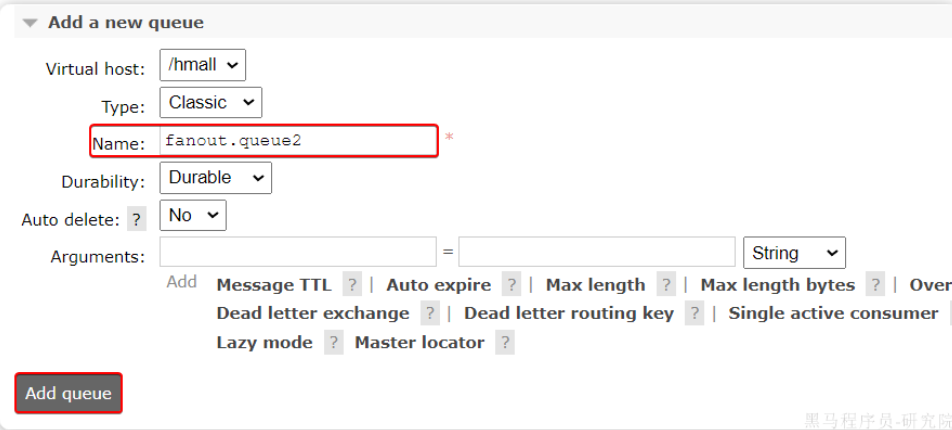 Add a new queue
Virtual host: /hmall
Type: Classic
Name: fanout.queue2 *
Durability: Durable
Auto delete: ? No
Arguments: = String
Add Message TTL ? | Auto expire ? | Max length ? | Max length bytes ? | Over
Dead letter exchange ? | Dead letter routing key ? | Single active consumer
Lazy mode ? Master locator ?
Add queue
黑马程序员-研究院